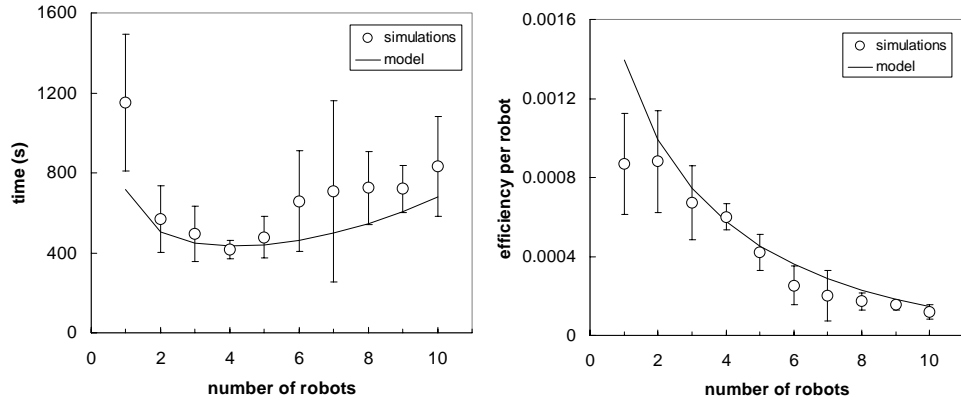 1600
1200
800
400
0
time (s)
0
2
4
6
8
10
number of robots
simulations
model
0.0016
0.0012
0.0008
0.0004
0
efficiency per robot
0
2
4
6
8
10
number of robots
simulations
model